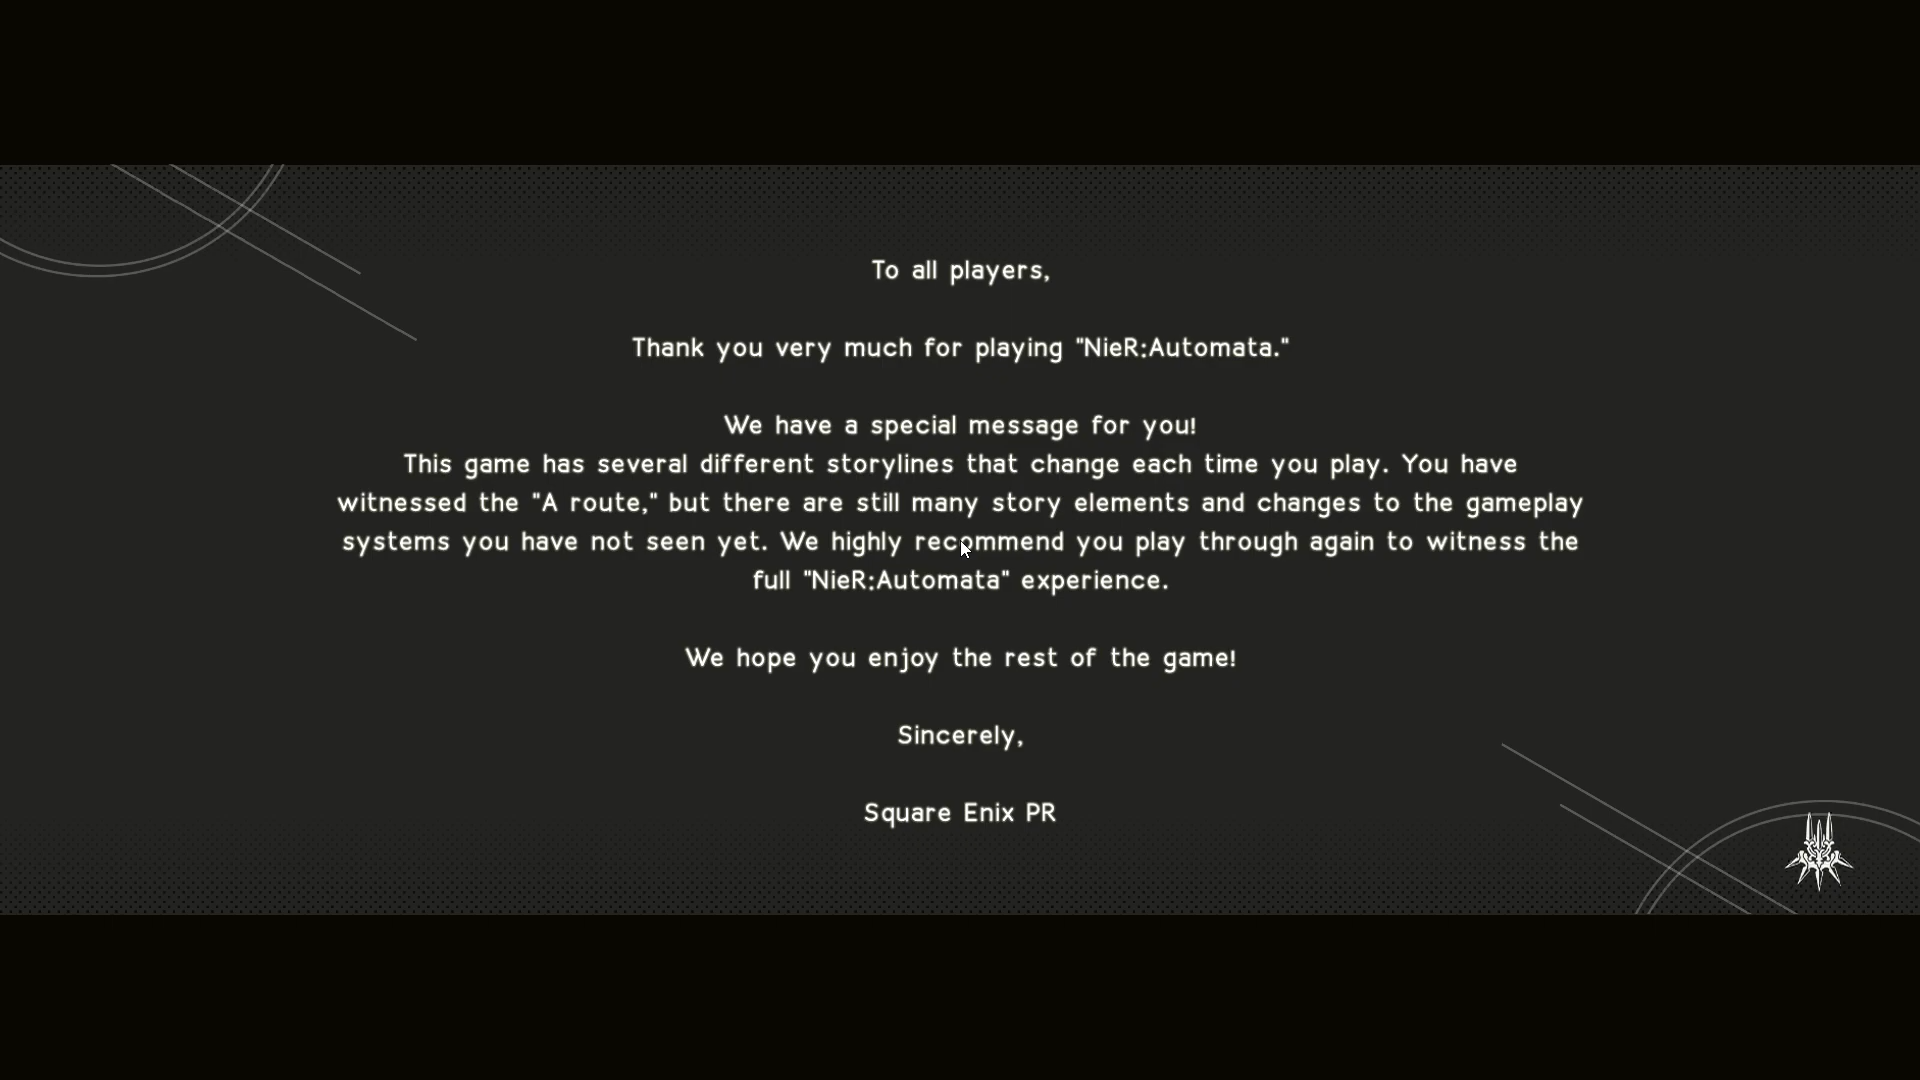 To all players,
Thank you very much for playing "NieR:Automata."
We have a special message for you!
This game has several different storylines that change each time you play. You have
witnessed the "A route," but there are still many story elements and changes to the gameplay
systems you have not seen yet. We highly recommend you play through again to witness the
full "NieR:Automata" experience.
We hope you enjoy the rest of the game!
Sincerely,
Square Enix PR